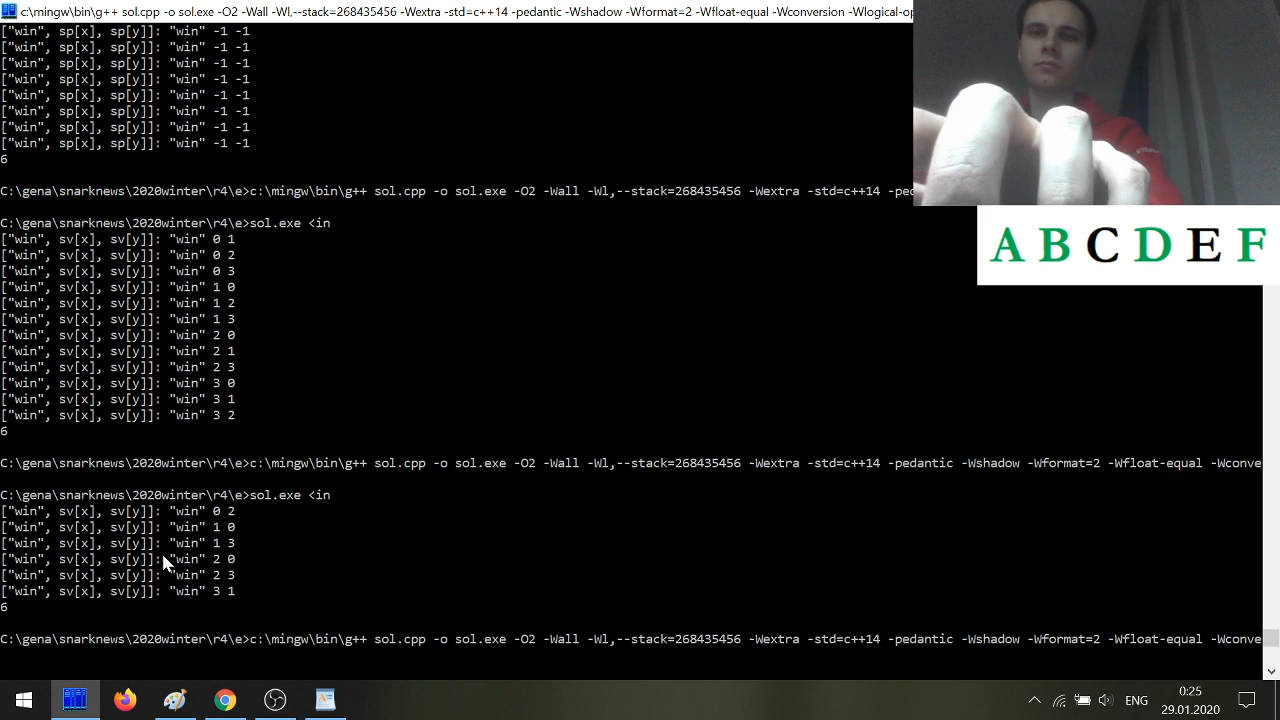 c:\mingw\bin\g++ sol.cpp -o sol.exe -O2 -Wall -Wl,--stack=268435456 -Wextra -std=c++14 -pedantic -Wshadow -Wformat=2 -Wfloat-equal -Wconversion -Wlogical-op
["win", sp[x], sp[y]]: "win" -1 -1
["win", sp[x], sp[y]]: "win" -1 -1
["win", sp[x], sp[y]]: "win" -1 -1
["win", sp[x], sp[y]]: "win" -1 -1
["win", sp[x], sp[y]]: "win" -1 -1
["win", sp[x], sp[y]]: "win" -1 -1
["win", sp[x], sp[y]]: "win" -1 -1
["win", sp[x], sp[y]]: "win" -1 -1
6
C:\gena\snarknews\2020winter\r4\e>c:\mingw\bin\g++ sol.cpp -o sol.exe -O2 -Wall -Wl,--stack=268435456 -Wextra -std=c++14 -ped
C:\gena\snarknews\2020winter\r4\e>sol.exe <in
["win", sv[x], sv[y]]: "win" 0 1
["win", sv[x], sv[y]]: "win" 0 2
["win", sv[x], sv[y]]: "win" 0 3
["win", sv[x], sv[y]]: "win" 1 0
["win", sv[x], sv[y]]: "win" 1 2
["win", sv[x], sv[y]]: "win" 1 3
["win", sv[x], sv[y]]: "win" 2 0
["win", sv[x], sv[y]]: "win" 2 1
["win", sv[x], sv[y]]: "win" 2 3
["win", sv[x], sv[y]]: "win" 3 0
["win", sv[x], sv[y]]: "win" 3 1
["win", sv[x], sv[y]]: "win" 3 2
6
C:\gena\snarknews\2020winter\r4\e>c:\mingw\bin\g++ sol.cpp -o sol.exe -O2 -Wall -Wl,--stack=268435456 -Wextra -std=c++14 -pedantic -Wshadow -Wformat=2 -Wfloat-equal -Wconve
C:\gena\snarknews\2020winter\r4\e>sol.exe <in
["win", sv[x], sv[y]]: "win" 0 2
["win", sv[x], sv[y]]: "win" 1 0
["win", sv[x], sv[y]]: "win" 1 3
["win", sv[x], sv[y]]: "win" 2 0
["win", sv[x], sv[y]]: "win" 2 3
["win", sv[x], sv[y]]: "win" 3 1
6
C:\gena\snarknews\2020winter\r4\e>c:\mingw\bin\g++ sol.cpp -o sol.exe -O2 -Wall -Wl,--stack=268435456 -Wextra -std=c++14 -pedantic -Wshadow -Wformat=2 -Wfloat-equal -Wconve
A B C D E F
ENG
0:25
29.01.2020